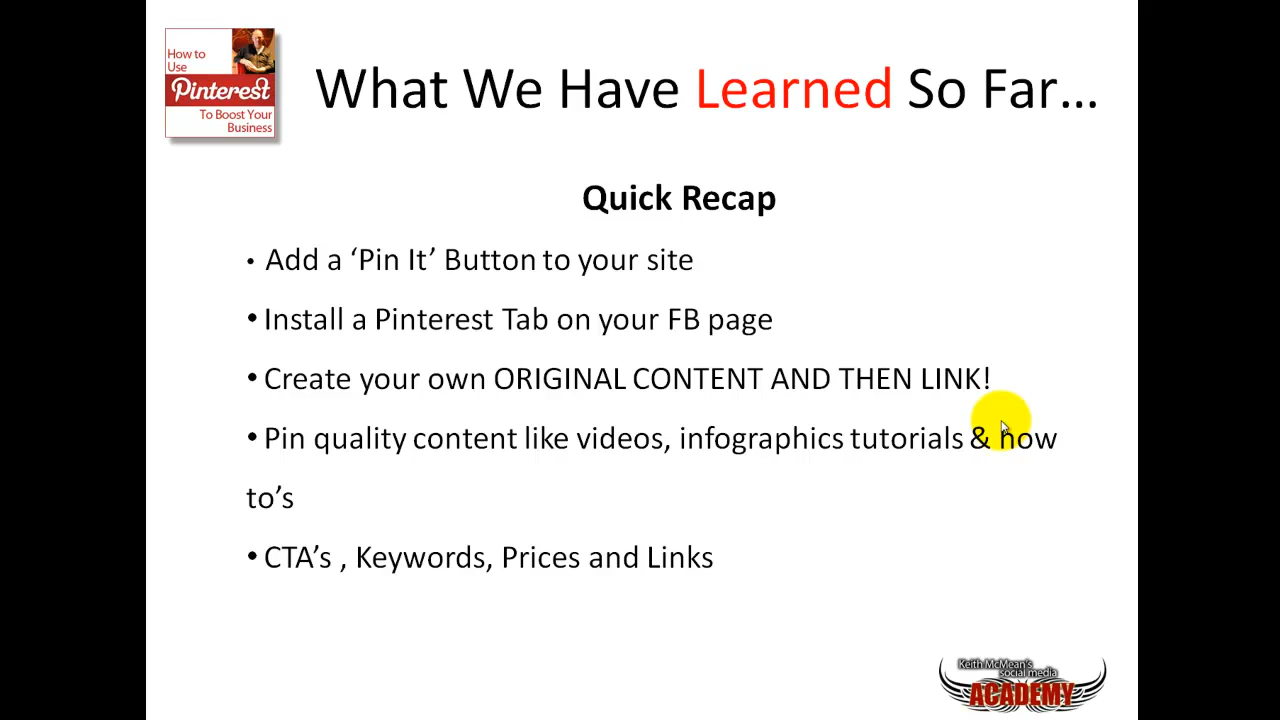 How to
Use
Pinterest
To Boost Your
Business
What We Have Learned So Far...
Quick Recap
• Add a ‘Pin It’ Button to your site
• Install a Pinterest Tab on your FB page
• Create your own ORIGINAL CONTENT AND THEN LINK!
• Pin quality content like videos, infographics tutorials & how
to’s
• CTA’s , Keywords, Prices and Links
Keith McMean's
social media
ACADEMY